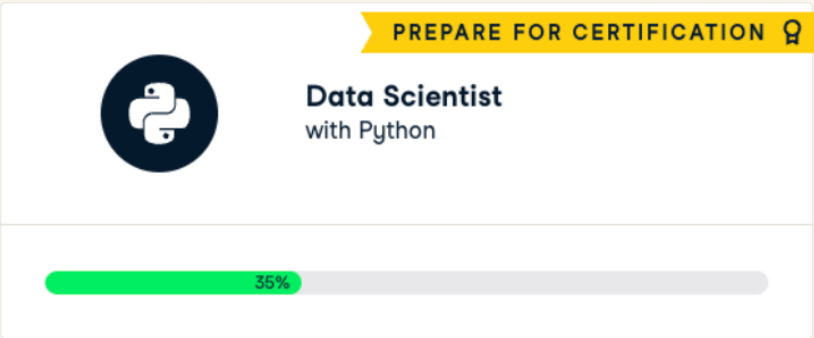 PREPARE FOR CERTIFICATION
Data Scientist
with Python
35%